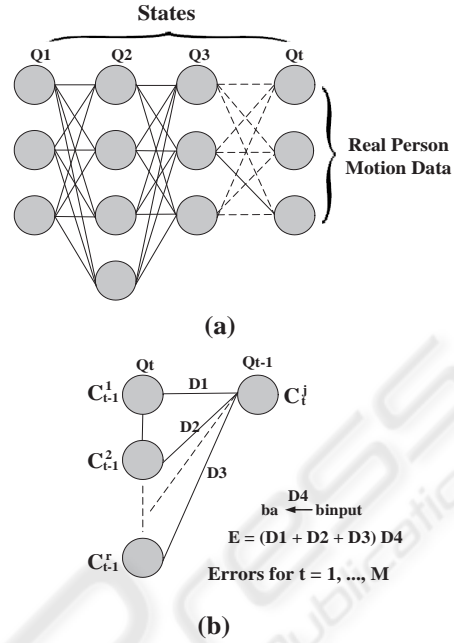 States
Q1 Q2 Q3 Qt
Real Person
Motion Data
(a)
Qt Qt-1
C¹ₜ₋₁ D1 Cʲₜ
D2
C²ₜ₋₁
D3
D4
ba ← binput
E = (D1 + D2 + D3) D4
Cʳₜ₋₁
Errors for t = 1, ..., M
(b)